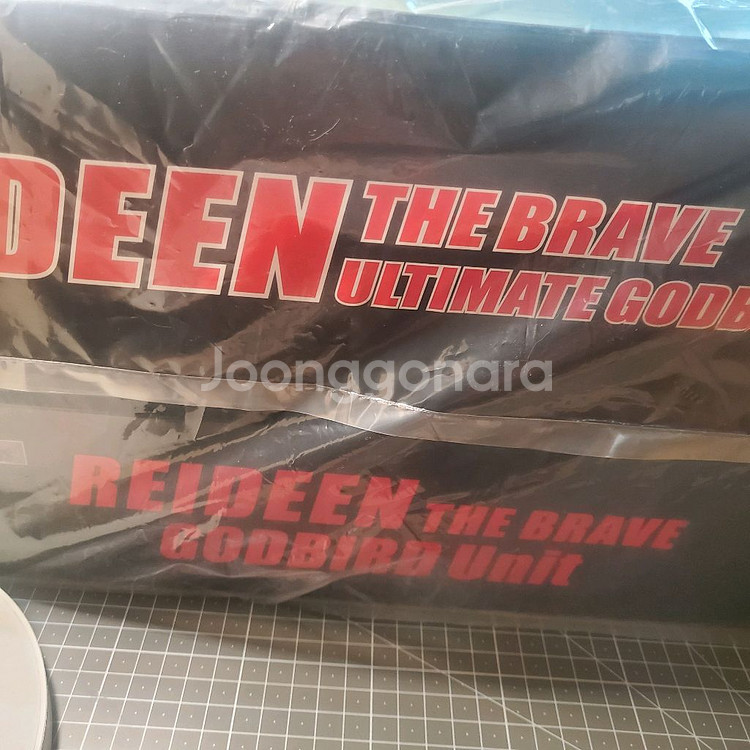 DEEN THE BRAVE
ULTIMATE GODB
Joonggonara
REIDEEN THE BRAVE
GODBIRD Unit